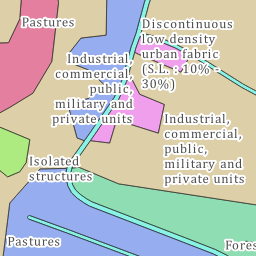 Pastures
Discontinuous
low density
urban fabric
(S.L. : 10% -
30%)
Industrial,
commercial,
public,
military and
private units
Industrial,
commercial,
public,
military and
private units
Isolated
structures
Pastures
Fores